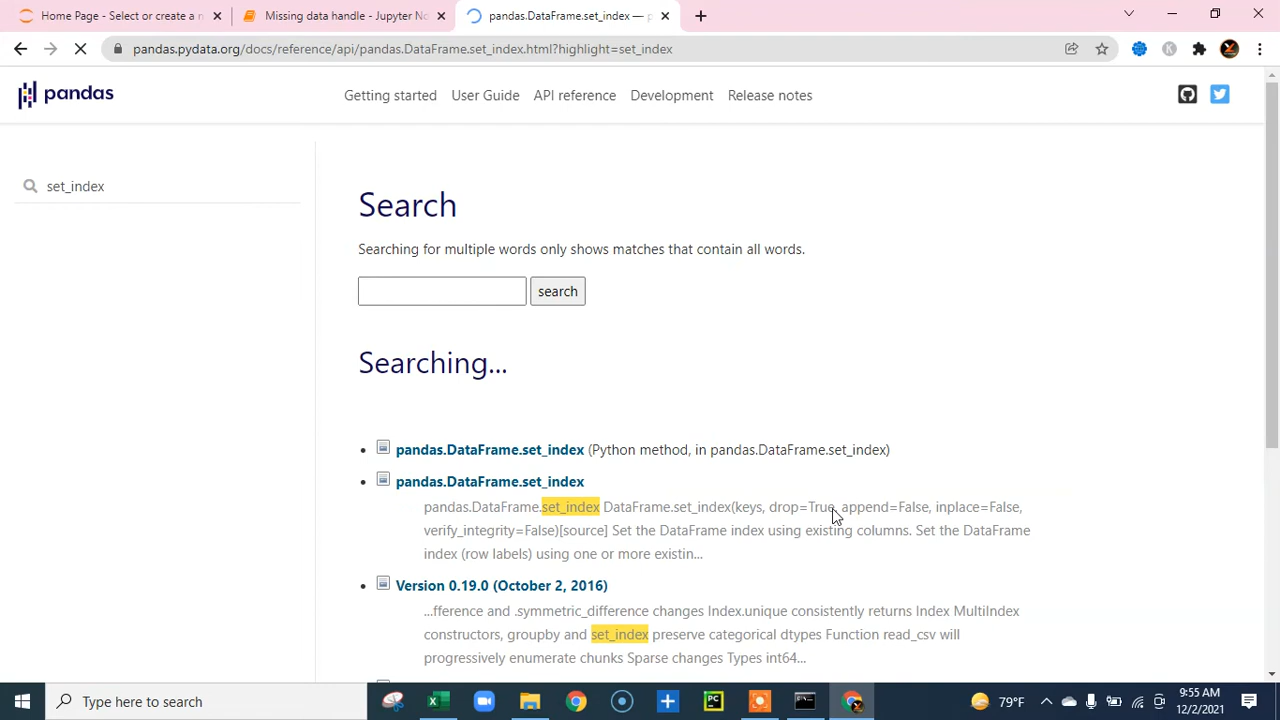 Home Page - Select or create a
Missing data handle - Jupyter No
pandas.DataFrame.set_index — p
pandas.pydata.org/docs/reference/api/pandas.DataFrame.set_index.html?highlight=set_index
K
pandas
Getting started User Guide API reference Development Release notes
set_index
Search
Searching for multiple words only shows matches that contain all words.
search
Searching...
pandas.DataFrame.set_index (Python method, in pandas.DataFrame.set_index)
pandas.DataFrame.set_index
pandas.DataFrame.set_index DataFrame.set_index(keys, drop=True, append=False, inplace=False,
verify_integrity=False)[source] Set the DataFrame index using existing columns. Set the DataFrame
index (row labels) using one or more existin...
Version 0.19.0 (October 2, 2016)
...fference and .symmetric_difference changes Index.unique consistently returns Index MultiIndex
constructors, groupby and set_index preserve categorical dtypes Function read_csv will
progressively enumerate chunks Sparse changes Types int64...
Type here to search
PC
79°F
9:55 AM
12/2/2021